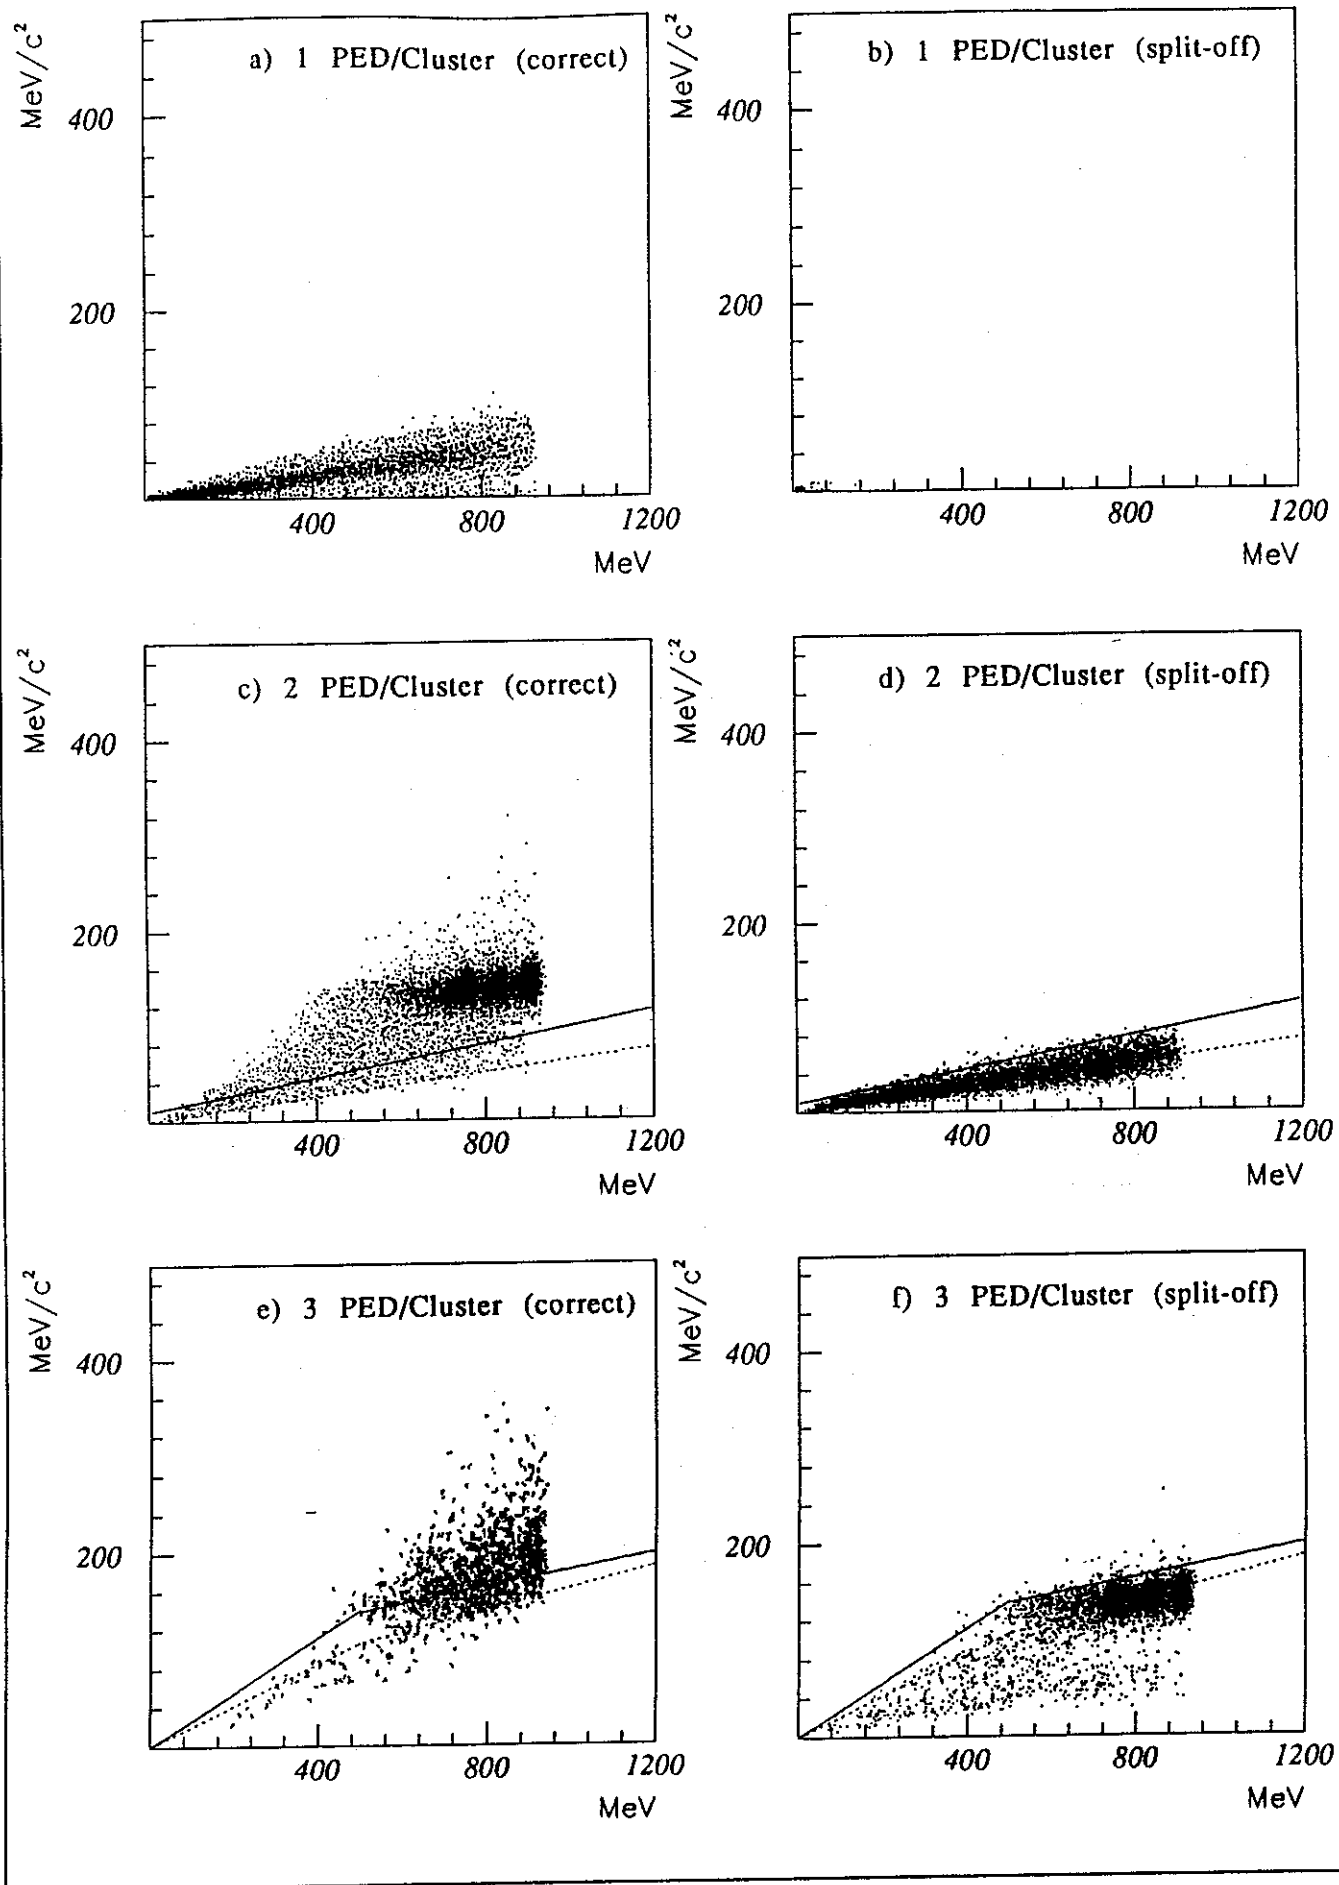 MeV/c²
a) 1 PED/Cluster (correct)
400
200
400 800 1200
MeV
MeV/c²
b) 1 PED/Cluster (split-off)
400
200
400 800 1200
MeV
MeV/c²
c) 2 PED/Cluster (correct)
400
200
400 800 1200
MeV
MeV/c²
d) 2 PED/Cluster (split-off)
400
200
400 800 1200
MeV
MeV/c²
e) 3 PED/Cluster (correct)
400
200
400 800 1200
MeV
MeV/c²
f) 3 PED/Cluster (split-off)
400
200
400 800 1200
MeV